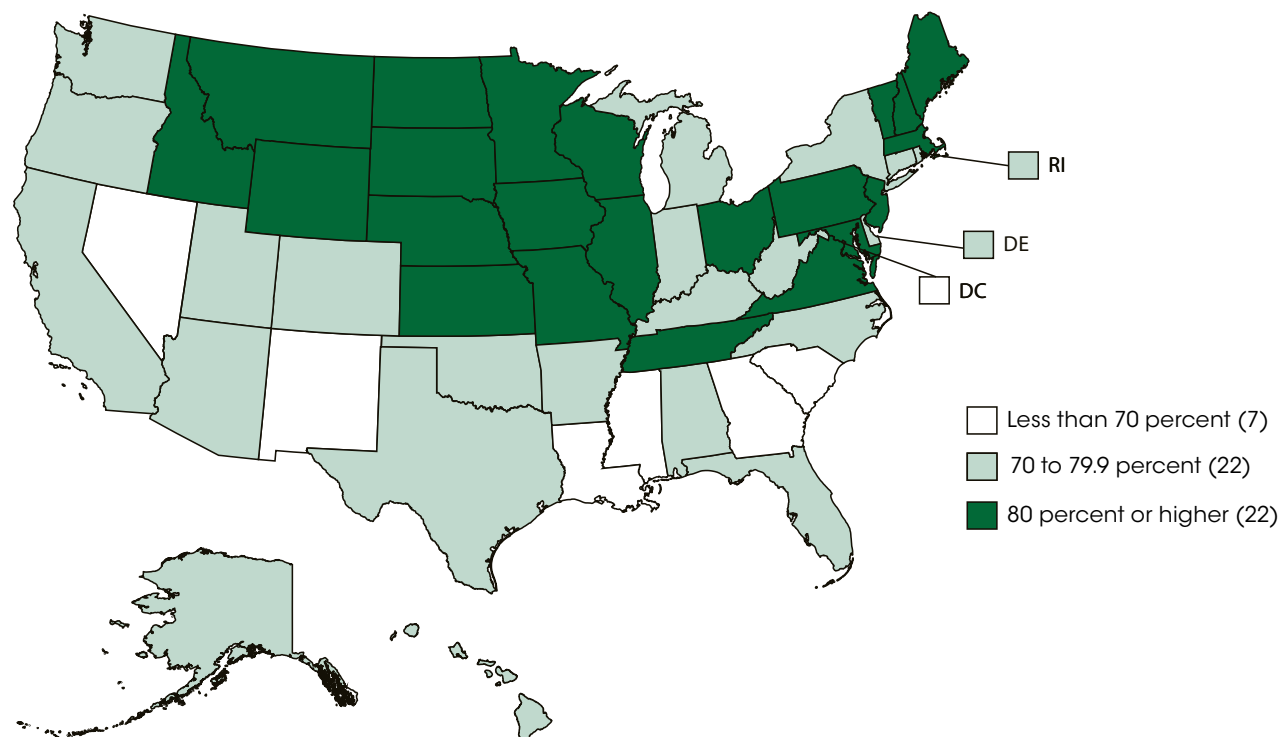 RI
DE
DC
Less than 70 percent (7)
70 to 79.9 percent (22)
80 percent or higher (22)